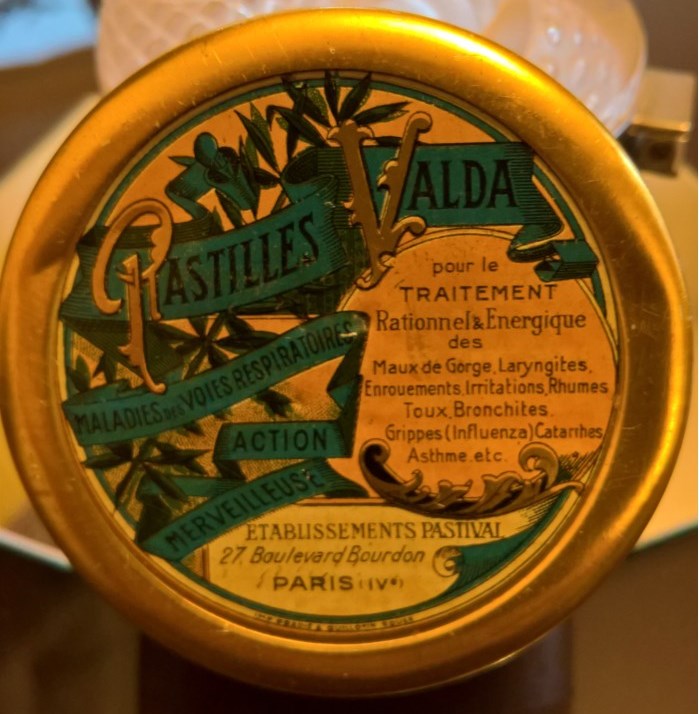 PASTILLES VALDA
MALADIES DES VOIES RESPIRATOIRES
ACTION
MERVEILLEUSE
pour le
TRAITEMENT
Rationnel & Energique
des
Maux de Gorge, Laryngites,
Enrouements, Irritations, Rhumes
Toux, Bronchites.
Grippes (Influenza) Catarrhes
Asthme. etc.
ETABLISSEMENTS PASTIVAL
27, Boulevard Bourdon
PARIS (IVe)